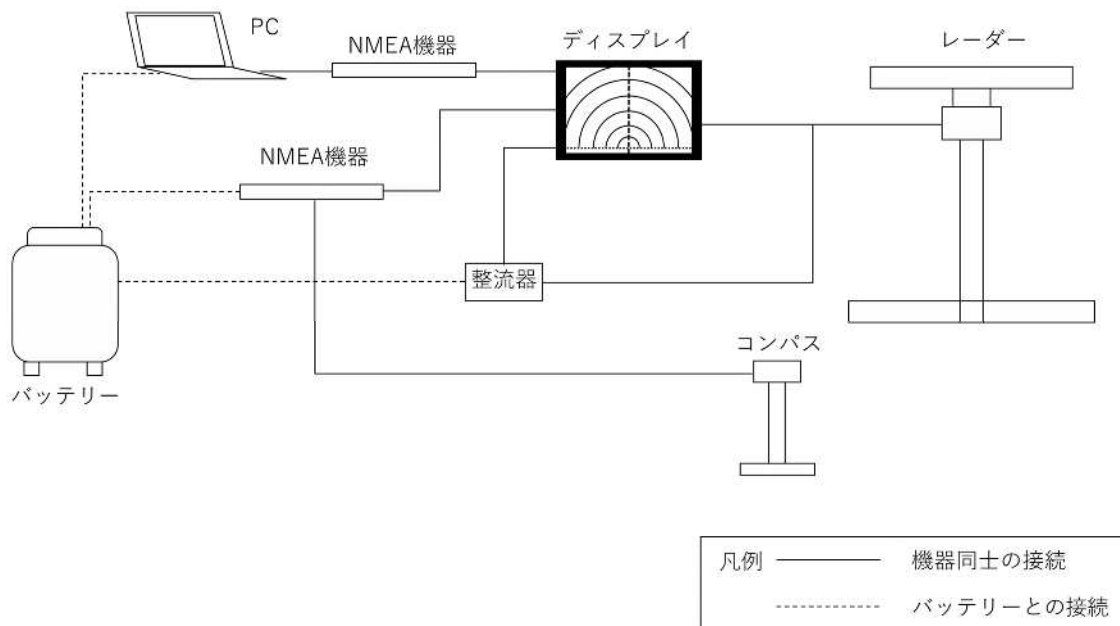 PC
NMEA機器
ディスプレイ
レーダー
NMEA機器
整流器
コンパス
バッテリー
凡例 機器同士の接続
バッテリーとの接続